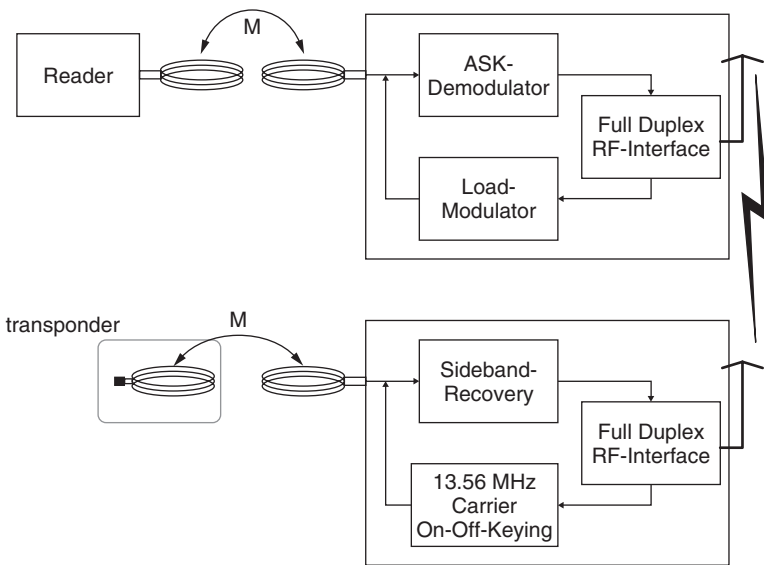 M
Reader
ASK-
Demodulator
Full Duplex
RF-Interface
Load-
Modulator
transponder
M
Sideband-
Recovery
Full Duplex
RF-Interface
13.56 MHz
Carrier
On-Off-Keying